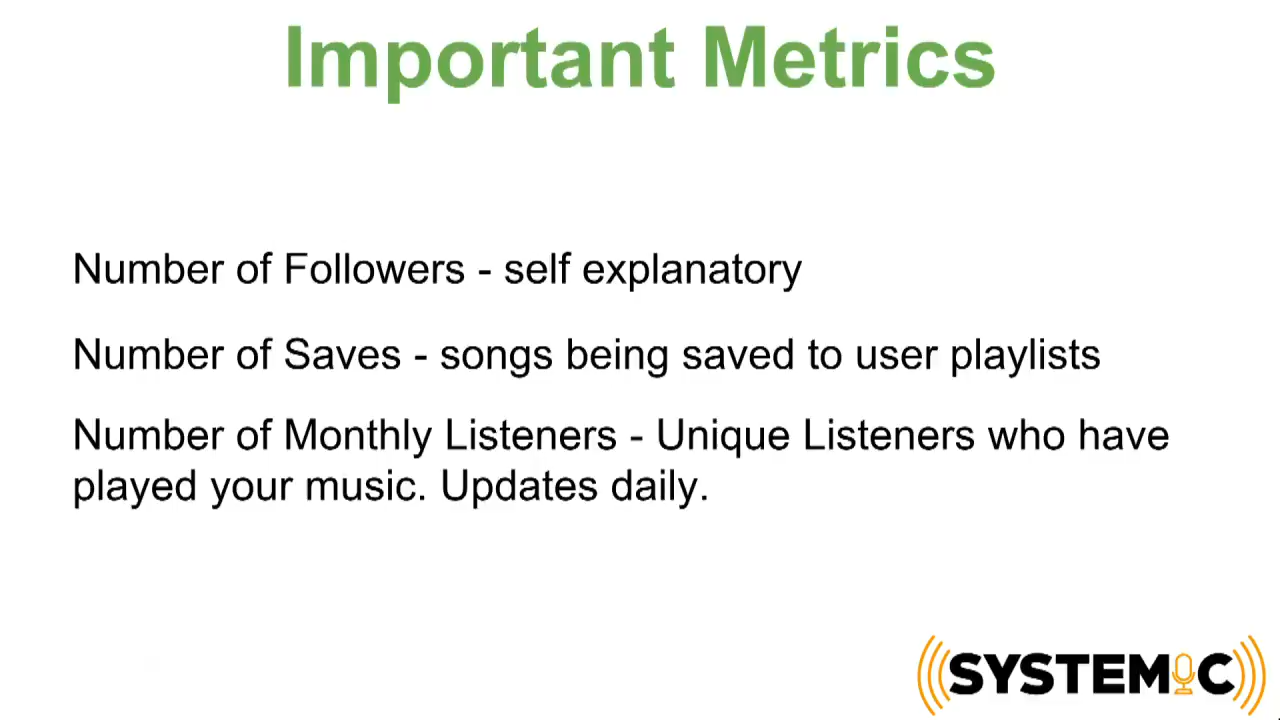 Important Metrics
Number of Followers - self explanatory
Number of Saves - songs being saved to user playlists
Number of Monthly Listeners - Unique Listeners who have
played your music. Updates daily.
SYSTEMIC